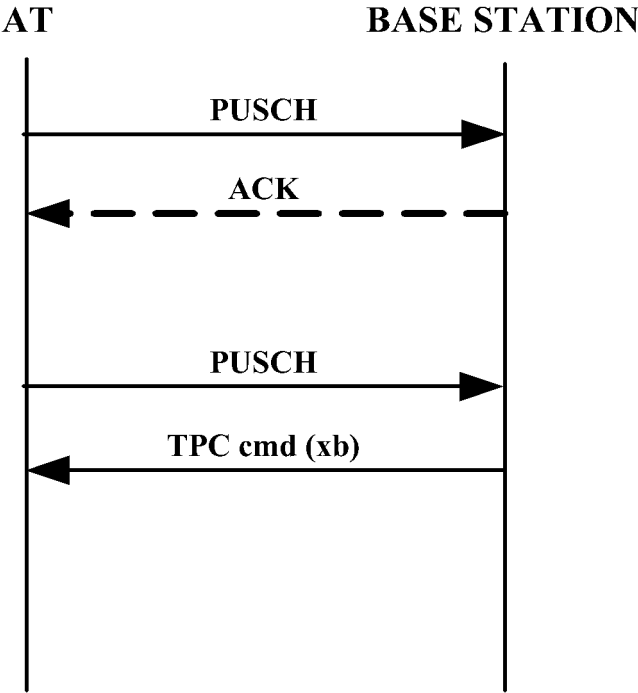 AT BASE STATION
PUSCH
ACK
PUSCH
TPC cmd (xb)